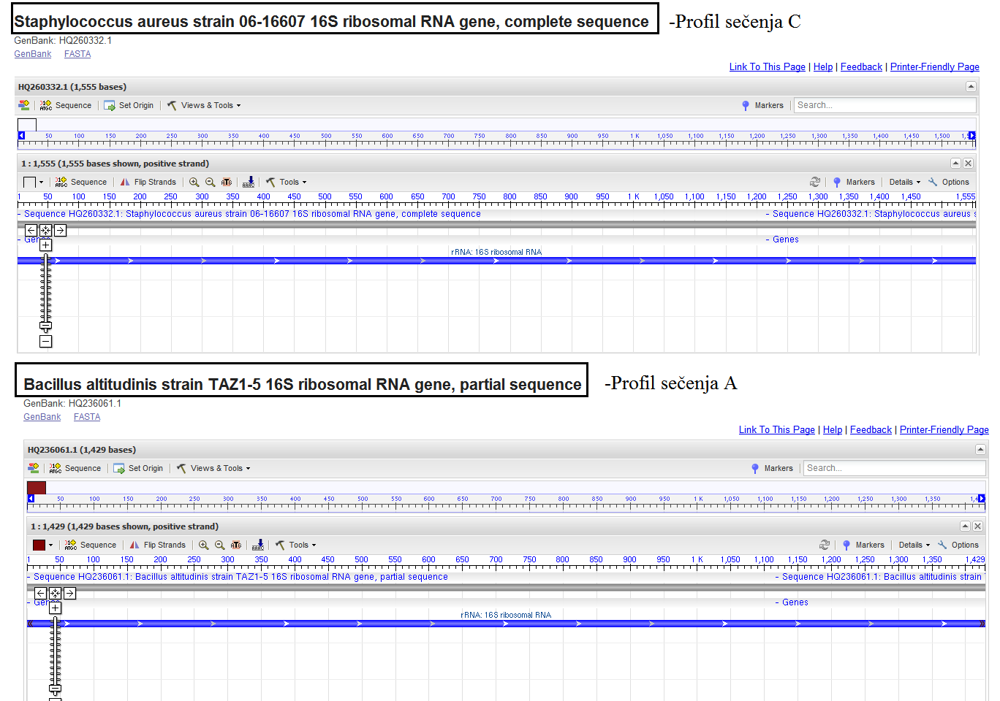 Staphylococcus aureus strain 06-16607 16S ribosomal RNA gene, complete sequence -Profil sečenja C
GenBank: HQ260332.1
GenBank FASTA
Link To This Page | Help | Feedback | Printer-Friendly Page
HQ260332.1 (1,555 bases)
Sequence Set Origin Views & Tools Markers Search...
50 100 150 200 250 300 350 400 450 500 550 600 650 700 750 800 850 900 950 1 K 1,050 1,100 1,150 1,200 1,250 1,300 1,350 1,400 1,450 1,500
1 : 1,555 (1,555 bases shown, positive strand)
Sequence Flip Strands Tools Markers Details Options
1 50 100 150 200 250 300 350 400 450 500 550 600 650 700 750 800 850 900 950 1 K 1,050 1,100 1,150 1,200 1,250 1,300 1,350 1,400 1,450 1,555
- Sequence HQ260332.1: Staphylococcus aureus strain 06-16607 16S ribosomal RNA gene, complete sequence - Sequence HQ260332.1: Staphylococcus aureus s
- Genes - Genes
rRNA: 16S ribosomal RNA
Bacillus altitudinis strain TAZ1-5 16S ribosomal RNA gene, partial sequence -Profil sečenja A
GenBank: HQ236061.1
GenBank FASTA
Link To This Page | Help | Feedback | Printer-Friendly Page
HQ236061.1 (1,429 bases)
Sequence Set Origin Views & Tools Markers Search...
50 100 150 200 250 300 350 400 450 500 550 600 650 700 750 800 850 900 950 1 K 1,050 1,100 1,150 1,200 1,250 1,300 1,350
1 : 1,429 (1,429 bases shown, positive strand)
Sequence Flip Strands Tools Markers Details Options
1 50 100 150 200 250 300 350 400 450 500 550 600 650 700 750 800 850 900 950 1 K 1,050 1,100 1,150 1,200 1,250 1,300 1,429
- Sequence HQ236061.1: Bacillus altitudinis strain TAZ1-5 16S ribosomal RNA gene, partial sequence - Sequence HQ236061.1: Bacillus altitudinis strain
- Genes - Genes
rRNA: 16S ribosomal RNA